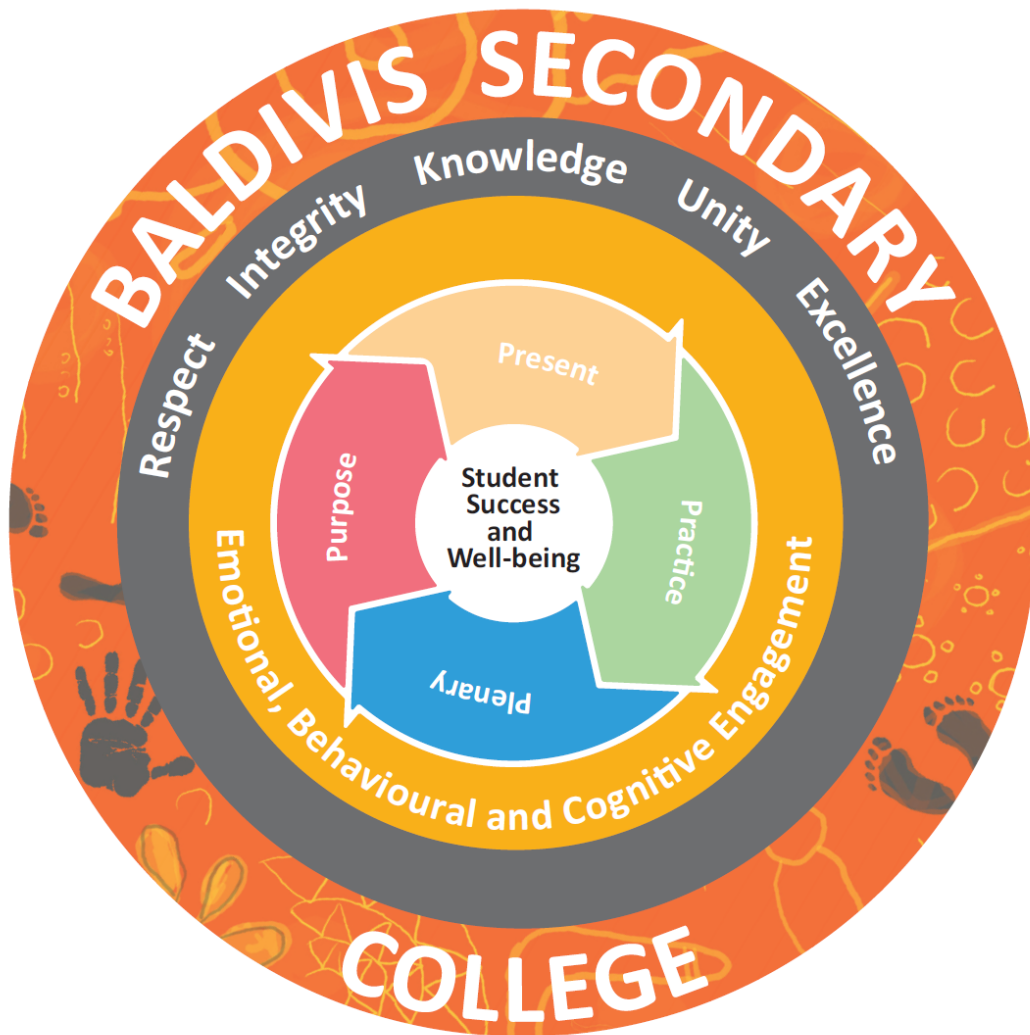 BALDIVIS SECONDARY
COLLEGE
Respect Integrity Knowledge Unity Excellence
Emotional, Behavioural and Cognitive Engagement
Purpose
Present
Practice
Plenary
Student
Success
and
Well-being